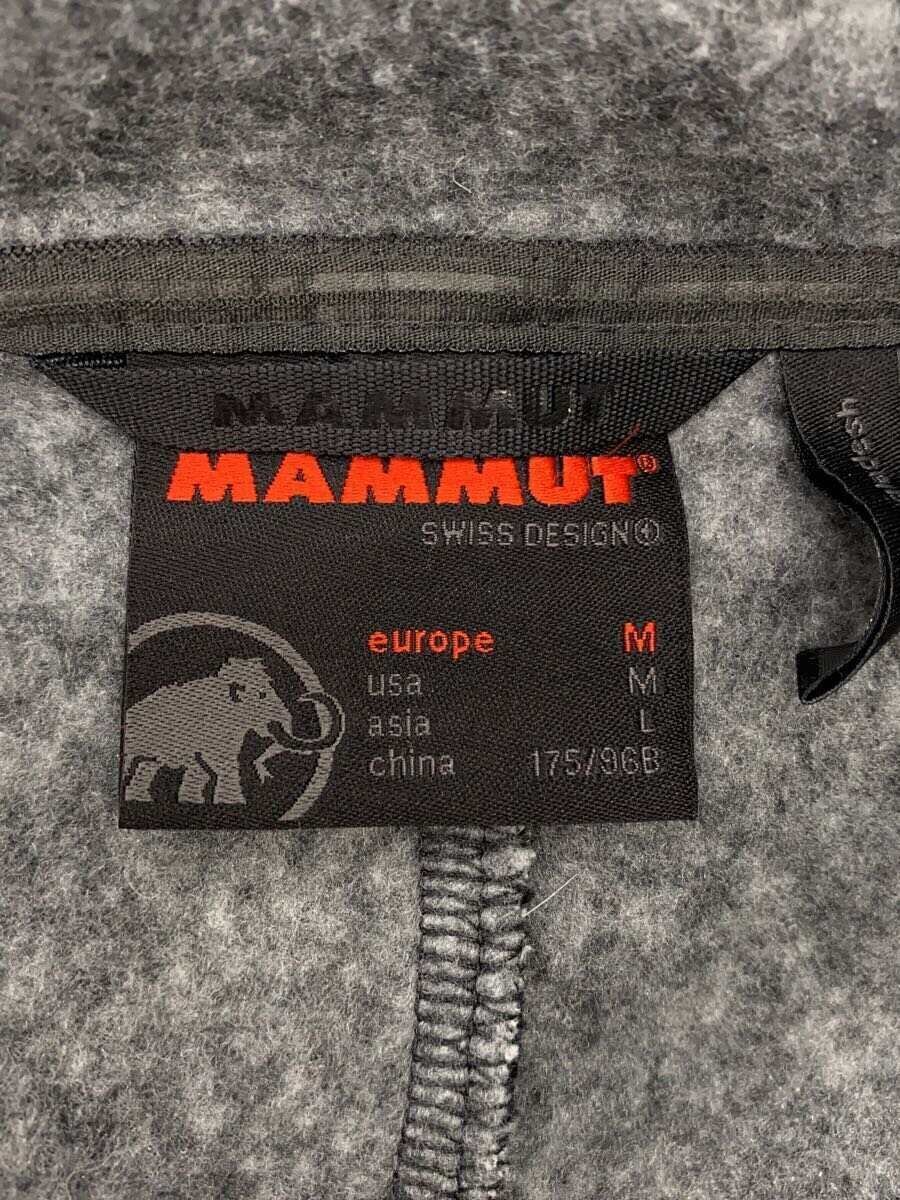 MAMMUT
MAMMUT®
SWISS DESIGN
europe M
usa M
asia L
china 175/96B